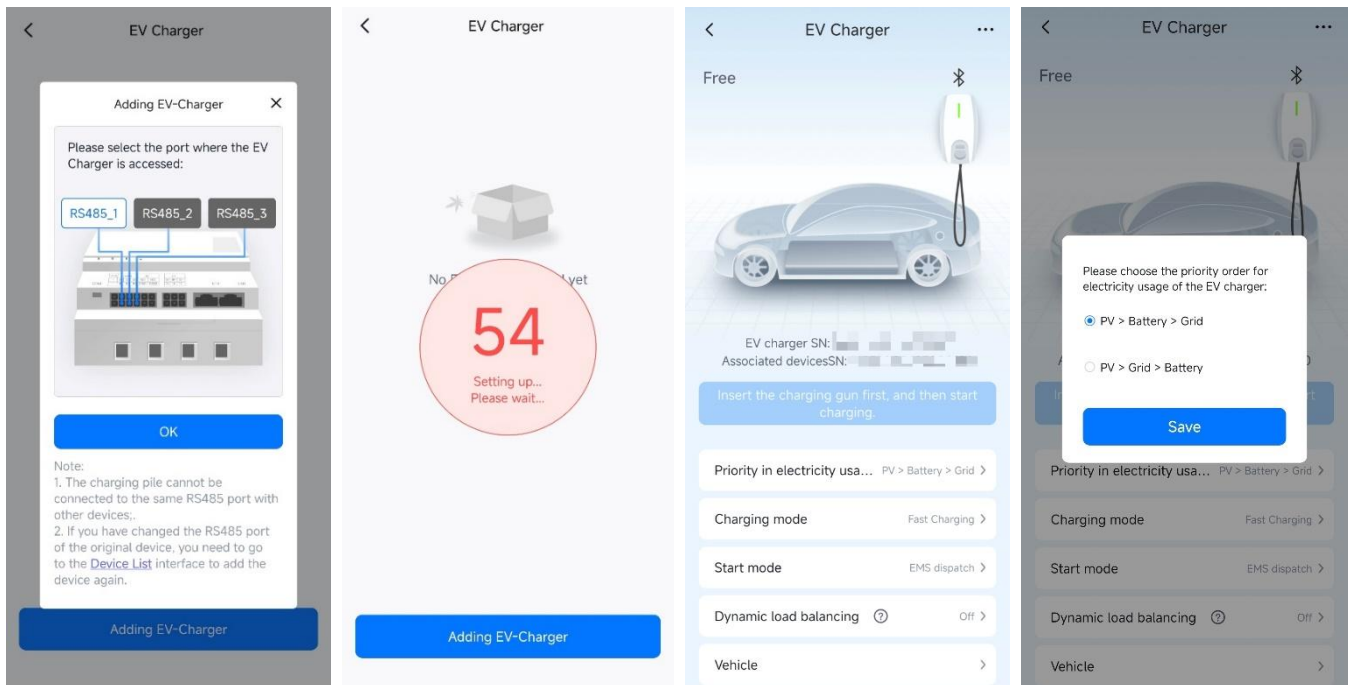 EV Charger
Adding EV-Charger
Please select the port where the EV
Charger is accessed:
RS485_1 RS485_2 RS485_3
OK
Note:
1. The charging pile cannot be
connected to the same RS485 port with
other devices;.
2. If you have changed the RS485 port
of the original device, you need to go
to the Device List interface to add the
device again.
Adding EV-Charger
EV Charger
No
yet
54
Setting up...
Please wait...
Adding EV-Charger
EV Charger
Free
EV charger SN:
Associated devicesSN:
Insert the charging gun first, and then start
charging.
Priority in electricity usa... PV > Battery > Grid
Charging mode Fast Charging
Start mode EMS dispatch
Dynamic load balancing ? Off
Vehicle
EV Charger
Free
Please choose the priority order for
electricity usage of the EV charger:
PV > Battery > Grid
PV > Grid > Battery
Save
Priority in electricity usa... PV > Battery > Grid
Charging mode Fast Charging
Start mode EMS dispatch
Dynamic load balancing ? Off
Vehicle